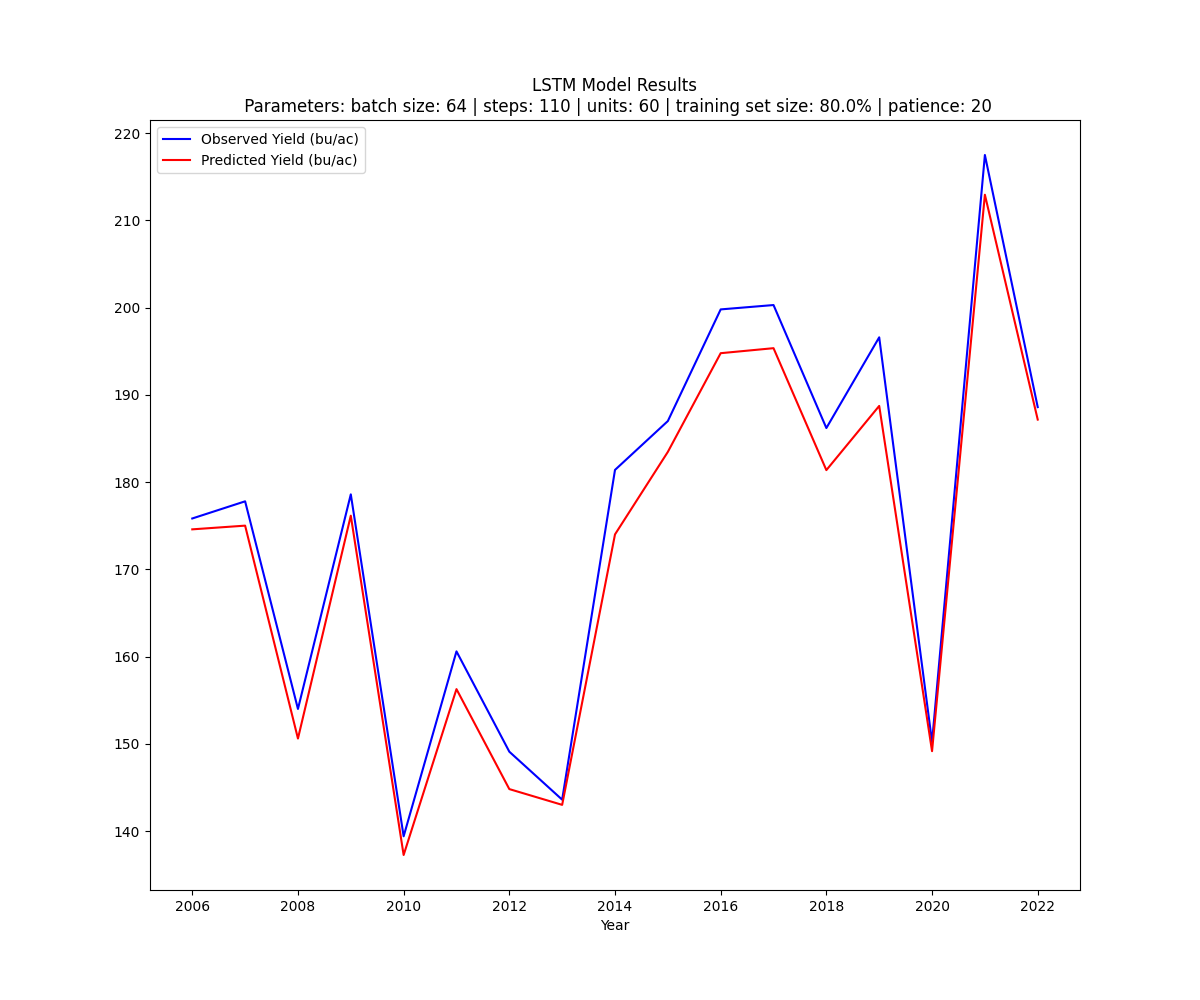 LSTM Model Results
Parameters: batch size: 64 | steps: 110 | units: 60 | training set size: 80.0% | patience: 20
Observed Yield (bu/ac)
Predicted Yield (bu/ac)
220
210
200
190
180
170
160
150
140
2006 2008 2010 2012 2014 2016 2018 2020 2022
Year